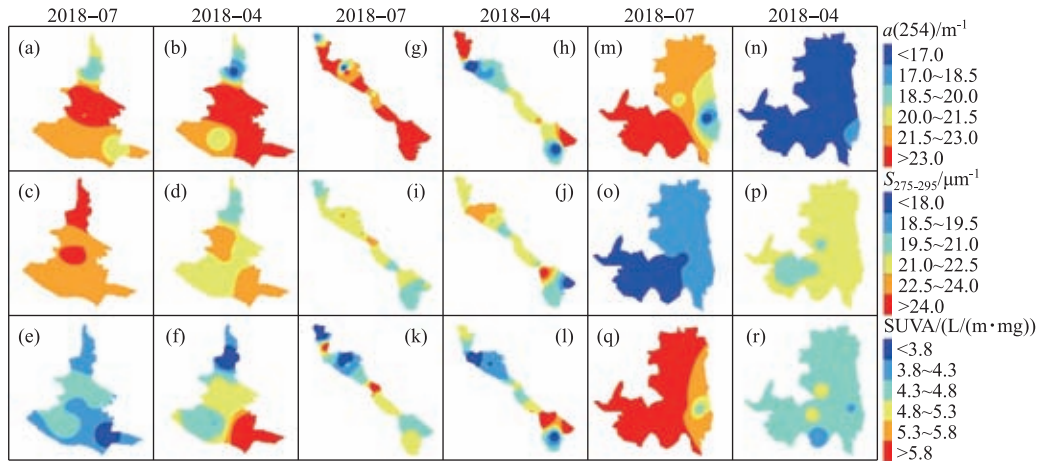 2018−07 2018−04 2018−07 2018−04 2018−07 2018−04
(a) (b) (g) (h) (m) (n)
a(254)/m⁻¹
<17.0
17.0~18.5
18.5~20.0
20.0~21.5
21.5~23.0
>23.0
(c) (d) (i) (j) (o) (p)
S₂₇₅₋₂₉₅/μm⁻¹
<18.0
18.5~19.5
19.5~21.0
21.0~22.5
22.5~24.0
>24.0
(e) (f) (k) (l) (q) (r)
SUVA/(L/(m·mg))
<3.8
3.8~4.3
4.3~4.8
4.8~5.3
5.3~5.8
>5.8